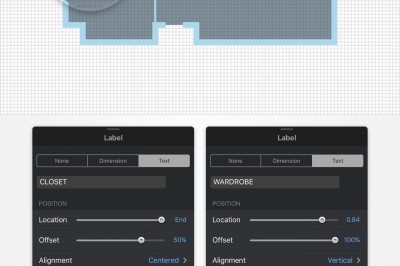 Label
None Dimension Text
CLOSET
POSITION
Location End
Offset 50%
Alignment Centered
Label
None Dimension Text
WARDROBE
POSITION
Location 0.84
Offset 100%
Alignment Vertical